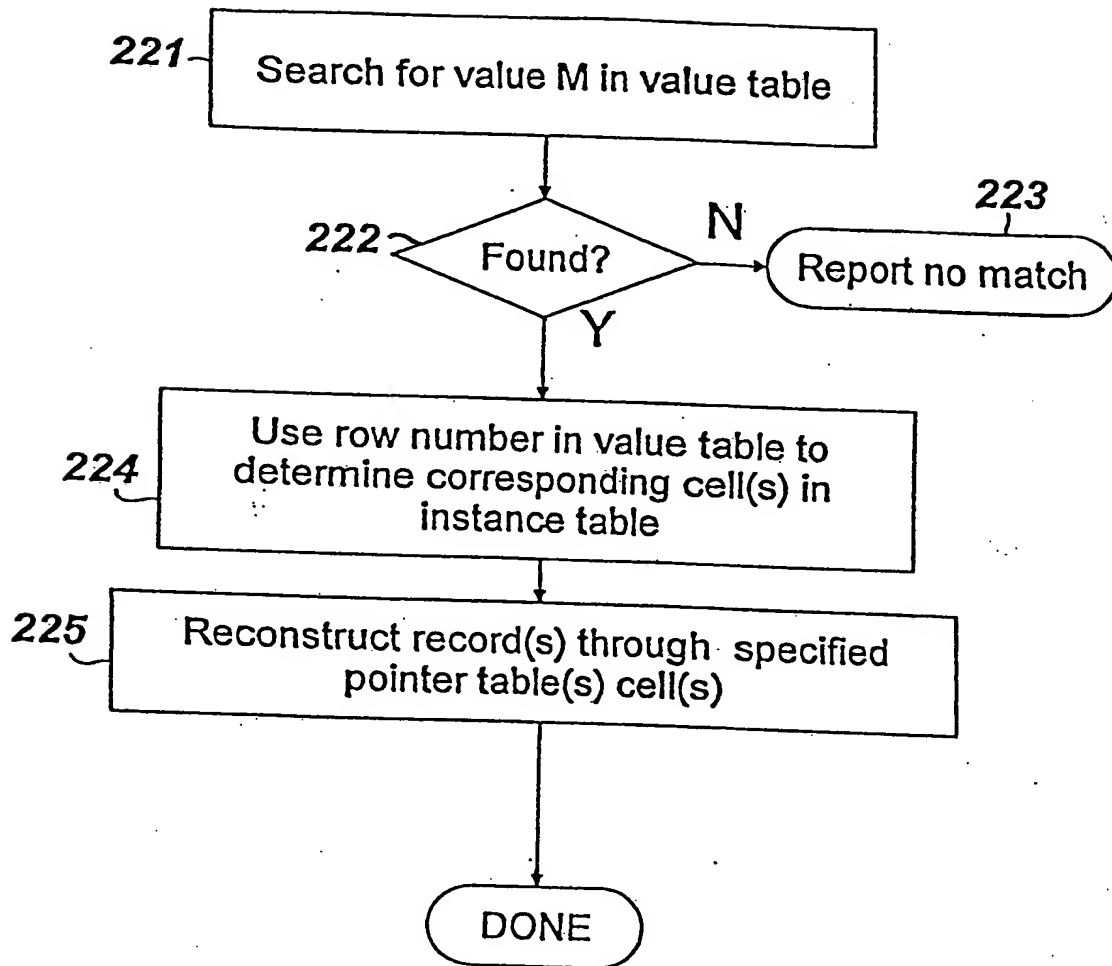 221
Search for value M in value table
222
Found?
N
223
Report no match
Y
224
Use row number in value table to
determine corresponding cell(s) in
instance table
225
Reconstruct record(s) through specified
pointer table(s) cell(s)
DONE